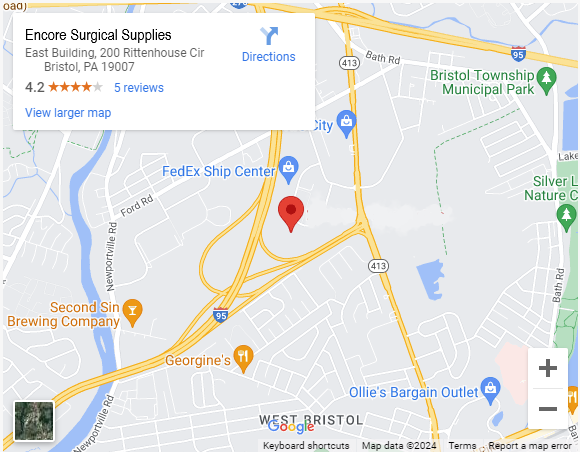 oad)
Encore Surgical Supplies
East Building, 200 Rittenhouse Cir
Bristol, PA 19007
Directions
4.2
5 reviews
View larger map
95
Bath Rd
413
Bristol Township
Municipal Park
City
Lake
FedEx Ship Center
Silver L
Nature C
Ford Rd
Newportville Rd
413
Bath Rd
Second Sin
Brewing Company
95
Georgine's
Ollie's Bargain Outlet
WEST BRISTOL
Newportville Rd
Google
Keyboard shortcuts
Map data ©2024
Terms
Report a map error